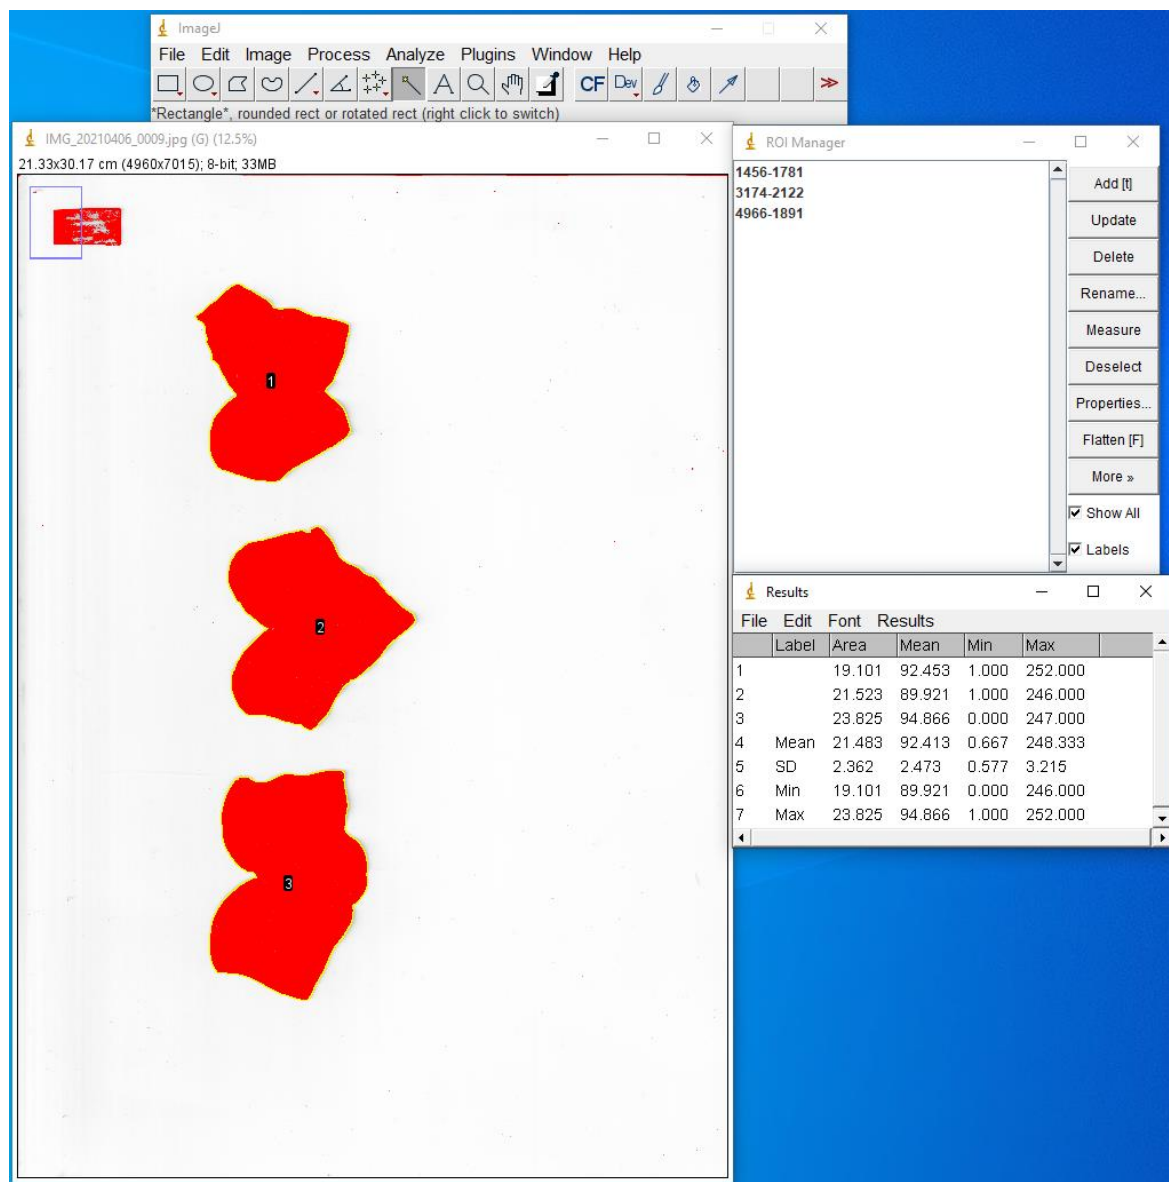 ImageJ
File Edit Image Process Analyze Plugins Window Help
A CF Dev >>
*Rectangle*, rounded rect or rotated rect (right click to switch)
IMG_20210406_0009.jpg (G) (12.5%)
21.33x30.17 cm (4960x7015); 8-bit; 33MB
1
2
3
ROI Manager
1456-1781
3174-2122
4966-1891
Add [t]
Update
Delete
Rename...
Measure
Deselect
Properties...
Flatten [F]
More »
Show All
Labels
Results
File Edit Font Results
Label Area Mean Min Max
1 19.101 92.453 1.000 252.000
2 21.523 89.921 1.000 246.000
3 23.825 94.866 0.000 247.000
4 Mean 21.483 92.413 0.667 248.333
5 SD 2.362 2.473 0.577 3.215
6 Min 19.101 89.921 0.000 246.000
7 Max 23.825 94.866 1.000 252.000